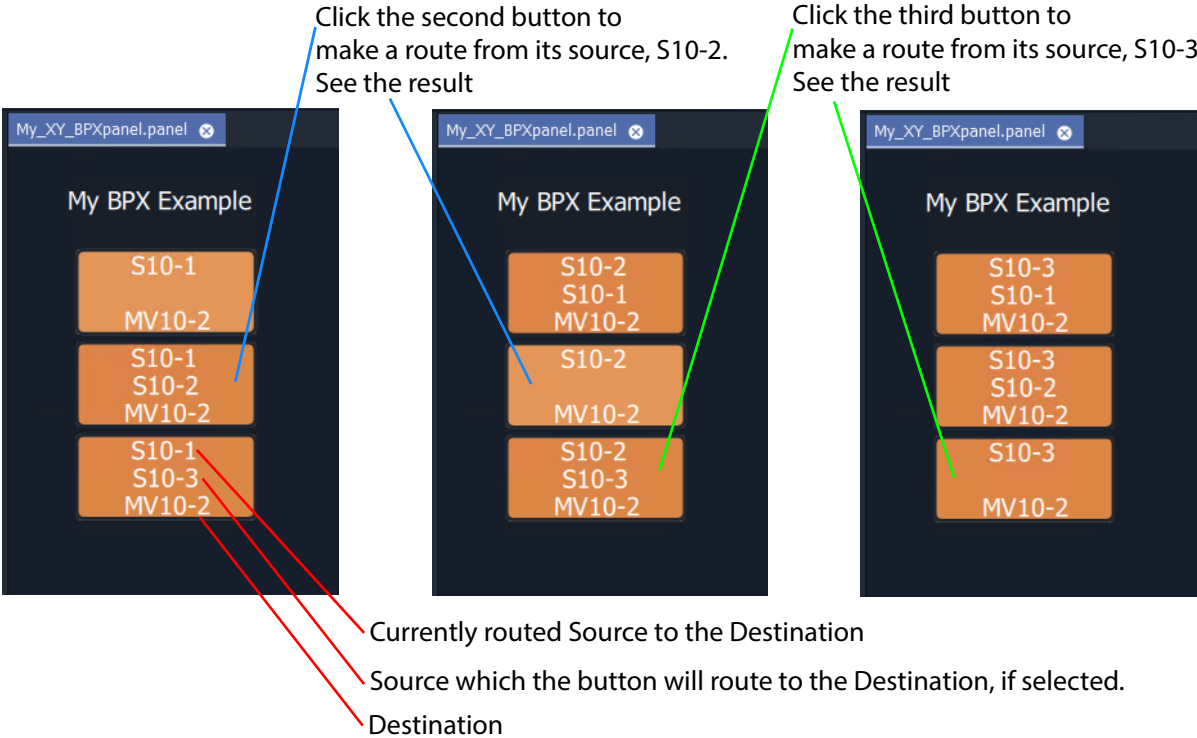 Click the second button to
make a route from its source, S10-2.
See the result
Click the third button to
make a route from its source, S10-3
See the result
My_XY_BPXpanel.panel
My BPX Example
S10-1
MV10-2
S10-1
S10-2
MV10-2
S10-1
S10-3
MV10-2
My_XY_BPXpanel.panel
My BPX Example
S10-2
S10-1
MV10-2
S10-2
MV10-2
S10-2
S10-3
MV10-2
My_XY_BPXpanel.panel
My BPX Example
S10-3
S10-1
MV10-2
S10-3
S10-2
MV10-2
S10-3
MV10-2
Currently routed Source to the Destination
Source which the button will route to the Destination, if selected.
Destination